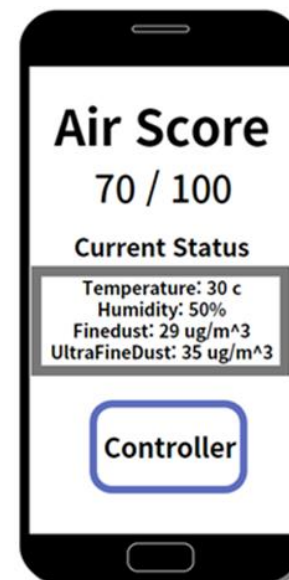 Air Score
70 / 100
Current Status
Temperature: 30 c
Humidity: 50%
Finedust: 29 ug/m^3
UltraFineDust: 35 ug/m^3
Controller